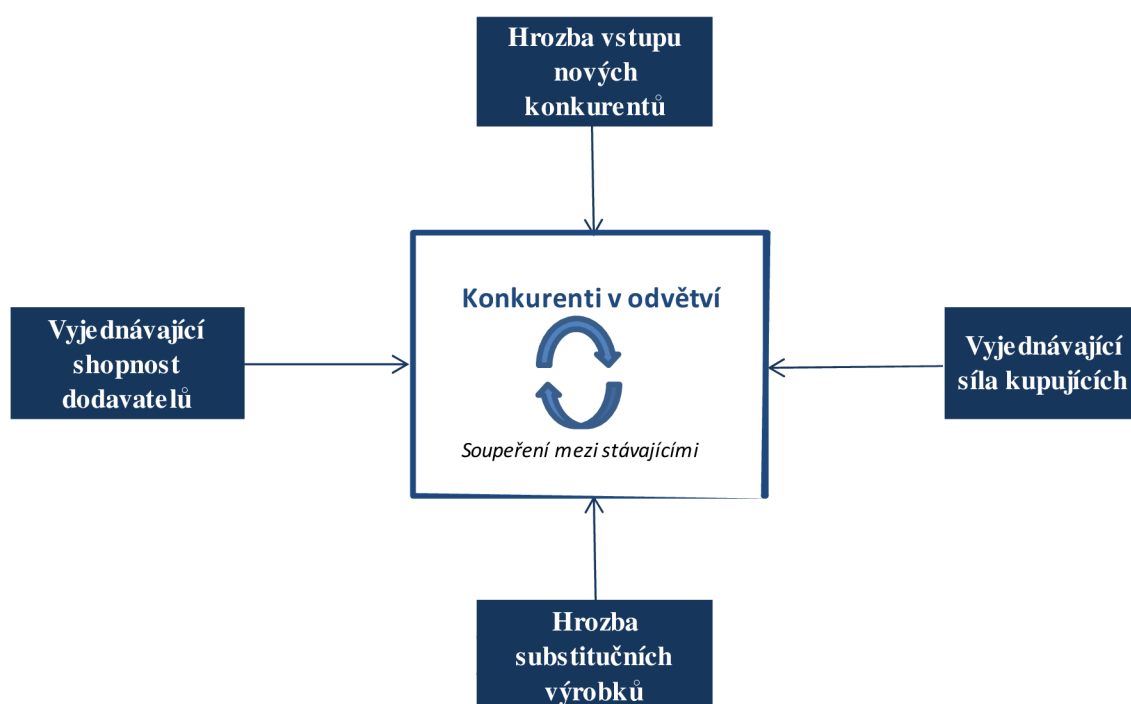 Hrozba vstupu
nových
konkurentů
Konkurenti v odvětví
Vyjednávající
shopnost
dodavatelů
Vyjednávající
síla kupujících
Soupeření mezi stávajícími
Hrozba
substitučních
výrobků